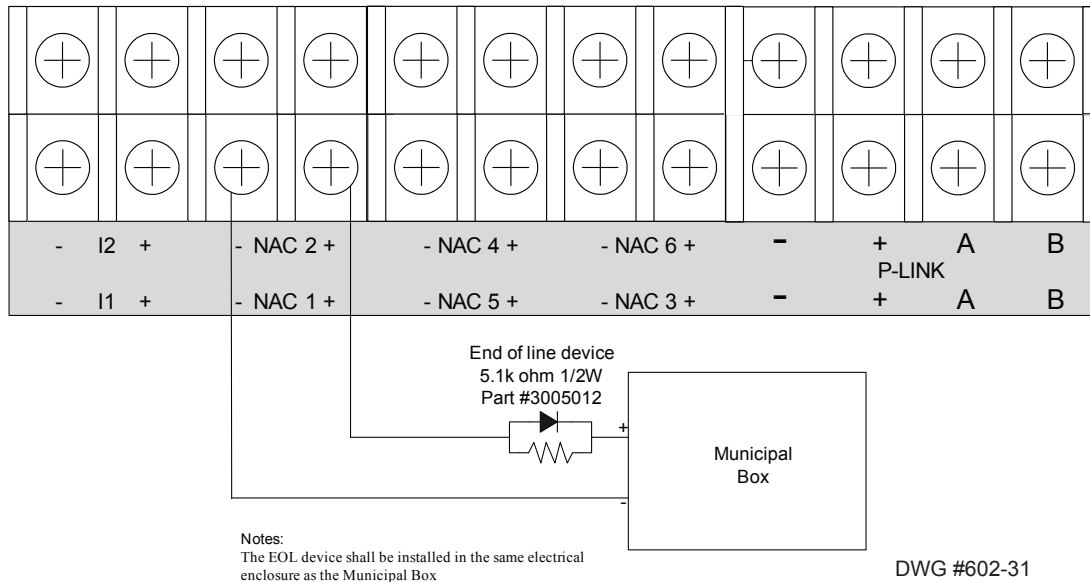 - I2 + - NAC 2 + - NAC 4 + - NAC 6 + - + A B
P-LINK
- I1 + - NAC 1 + - NAC 5 + - NAC 3 + - + A B
End of line device
5.1k ohm 1/2W
Part #3005012
+
Municipal
Box
-
Notes:
The EOL device shall be installed in the same electrical
enclosure as the Municipal Box
DWG #602-31